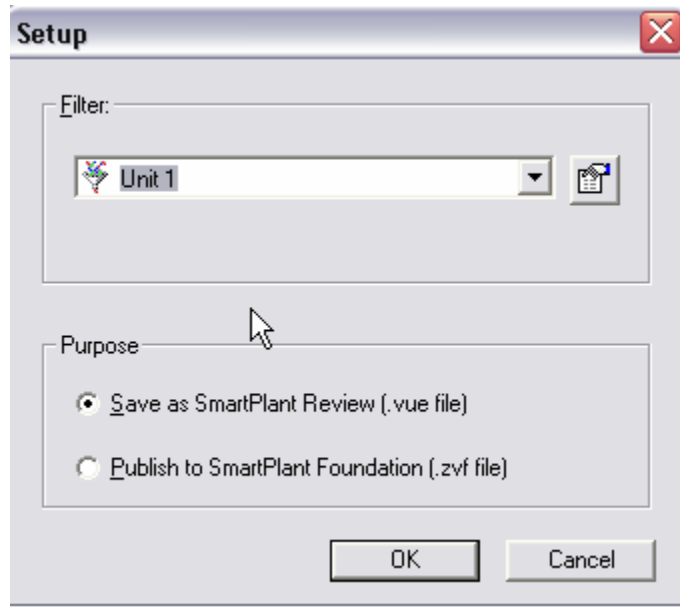 Setup
Filter:
Unit 1
Purpose
Save as SmartPlant Review (.vue file)
Publish to SmartPlant Foundation (.zvf file)
OK Cancel